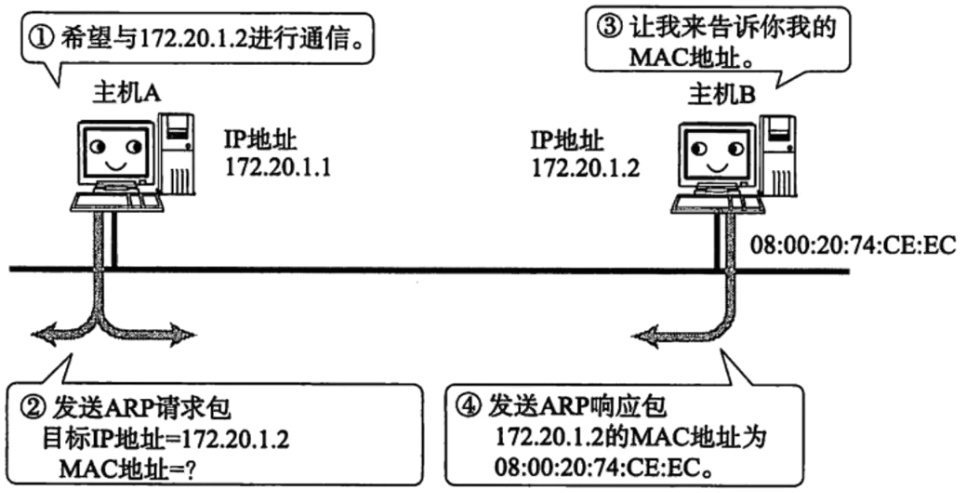 ① 希望与172.20.1.2进行通信。
③ 让我来告诉你我的
MAC地址。
主机A
主机B
IP地址
172.20.1.1
IP地址
172.20.1.2
08:00:20:74:CE:EC
② 发送ARP请求包
目标IP地址=172.20.1.2
MAC地址=?
④ 发送ARP响应包
172.20.1.2的MAC地址为
08:00:20:74:CE:EC。